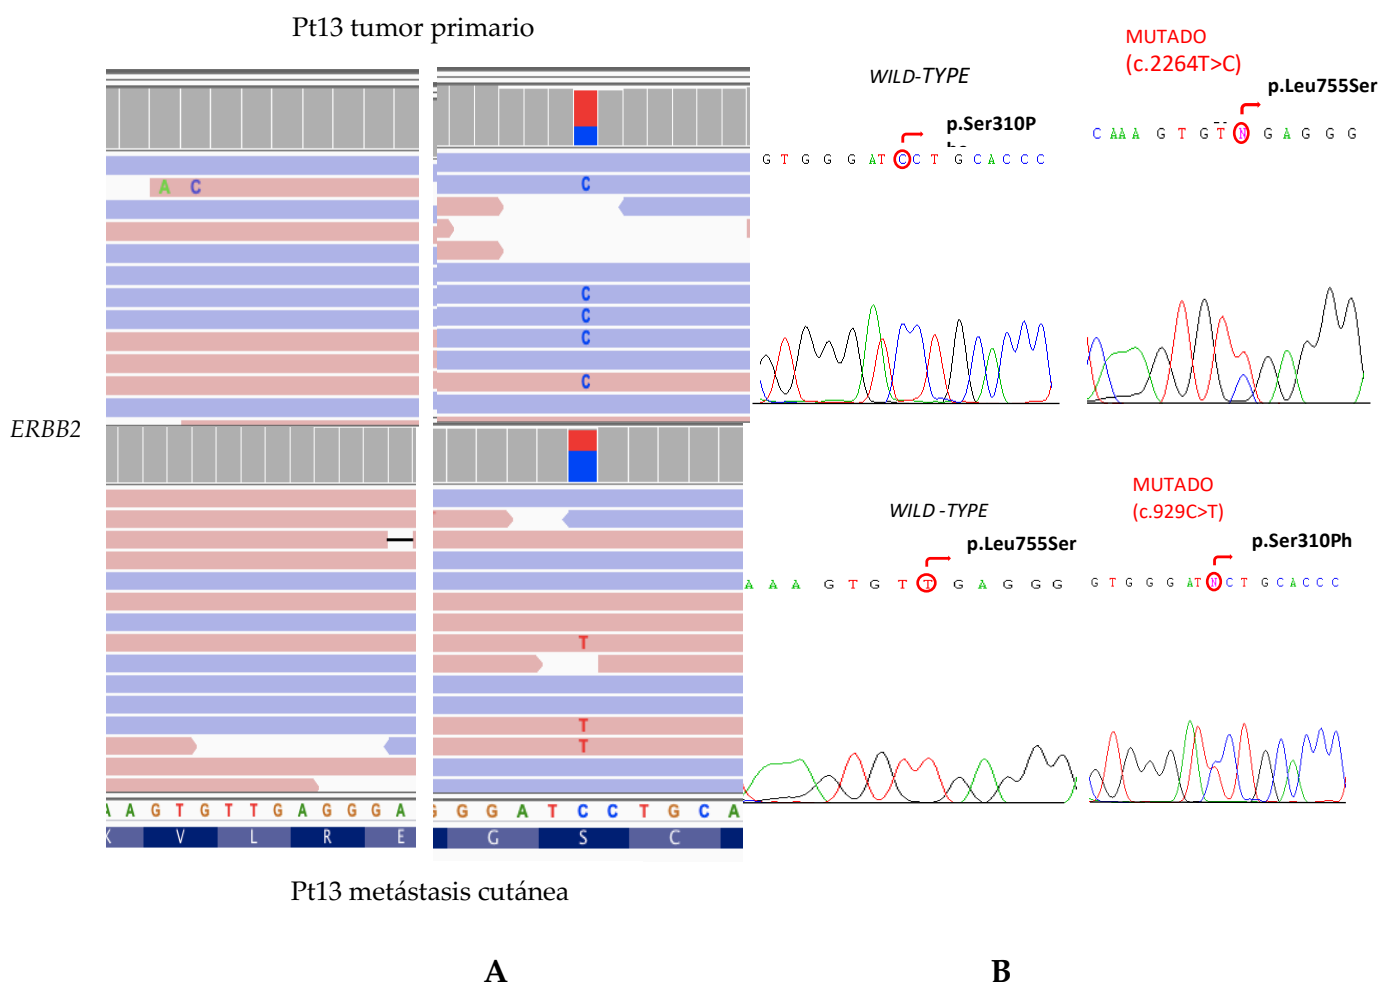 Pt13 tumor primario
MUTADO
(c.2264T>C)
WILD-TYPE
p.Leu755Ser
p.Ser310P
C AAA G T G T N G A G G G
G T G G G AT C C T G C A C C C
A C
C
C
C
C
C
ERBB2
MUTADO
(c.929C>T)
WILD -TYPE
p.Leu755Ser
p.Ser310Ph
A A A G T G T T G A G G G
G T G G G AT N C T G C A C C C
T
T
T
A A G T G T T G A G G G A
G G G A T C C T G C A
K V L R E
G S C
Pt13 metástasis cutánea
A
B